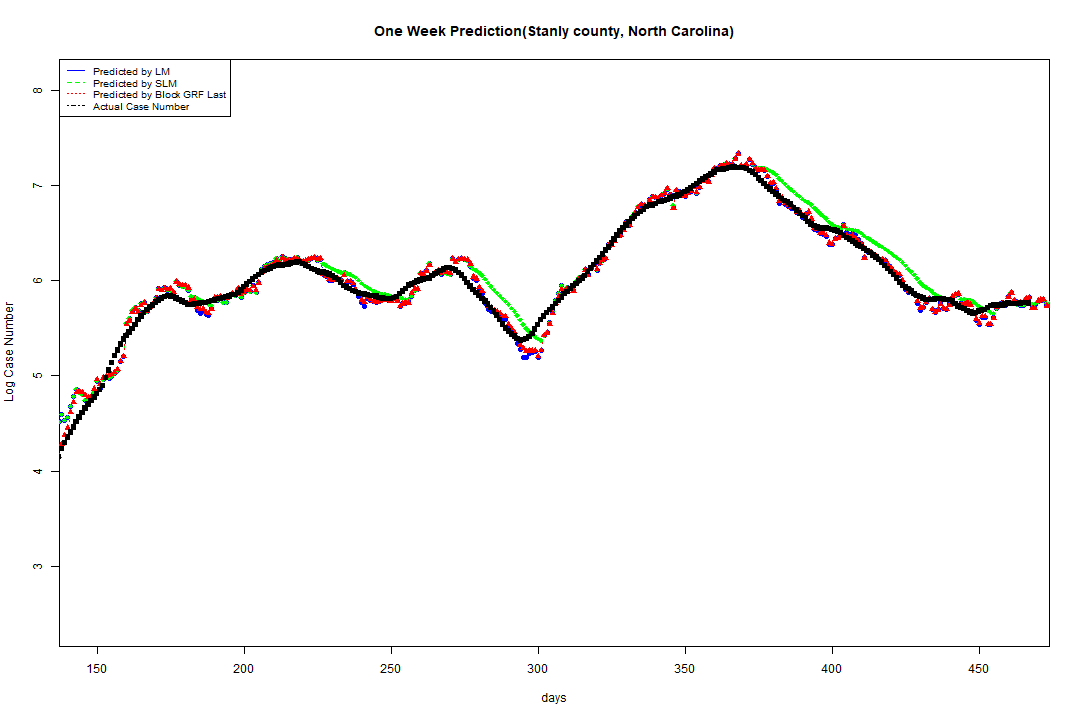 One Week Prediction(Stanly county, North Carolina)
Predicted by LM
Predicted by SLM
Predicted by Block GRF Last
Actual Case Number
8
7
6
5
4
3
Log Case Number
150 200 250 300 350 400 450
days